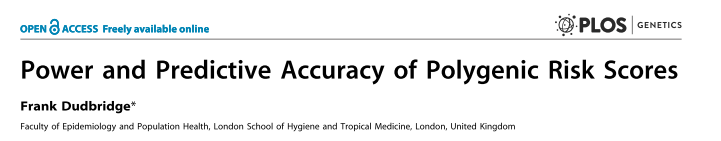 OPEN ACCESS Freely available online
PLOS | GENETICS
Power and Predictive Accuracy of Polygenic Risk Scores
Frank Dudbridge*
Faculty of Epidemiology and Population Health, London School of Hygiene and Tropical Medicine, London, United Kingdom